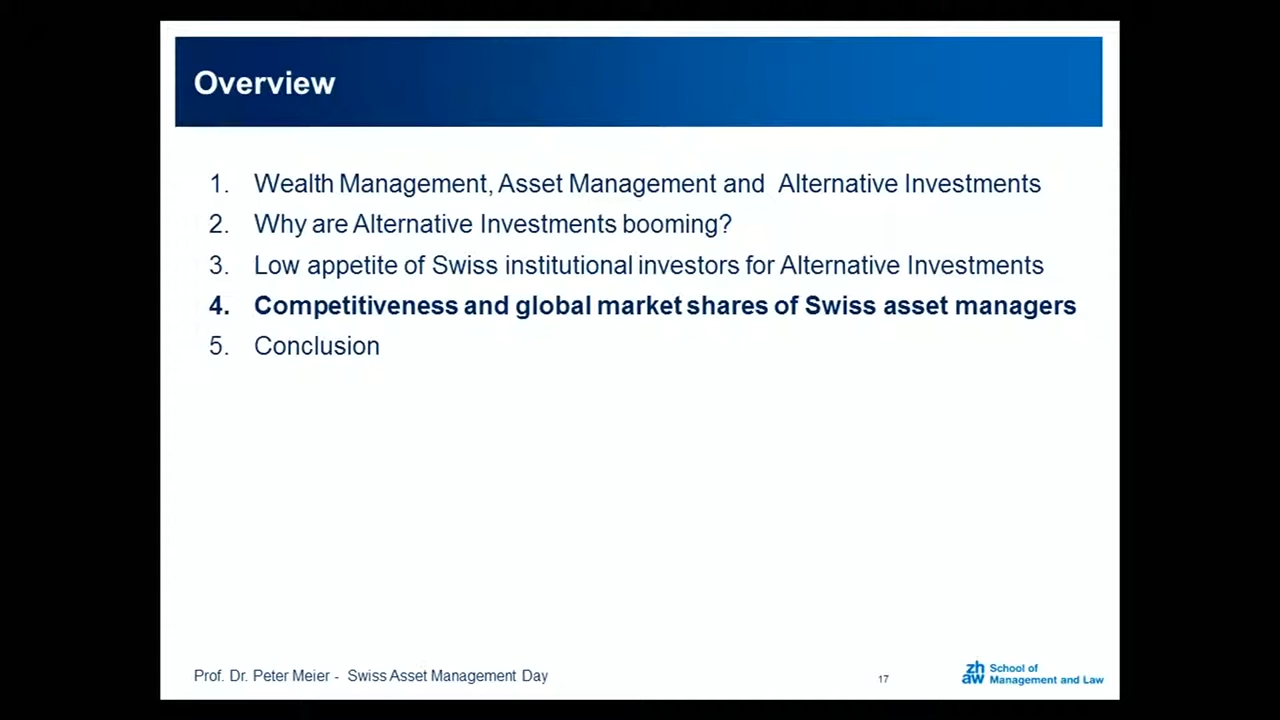 Overview
1. Wealth Management, Asset Management and Alternative Investments
2. Why are Alternative Investments booming?
3. Low appetite of Swiss institutional investors for Alternative Investments
4. Competitiveness and global market shares of Swiss asset managers
5. Conclusion
Prof. Dr. Peter Meier - Swiss Asset Management Day
17
zh
aw
School of
Management and Law